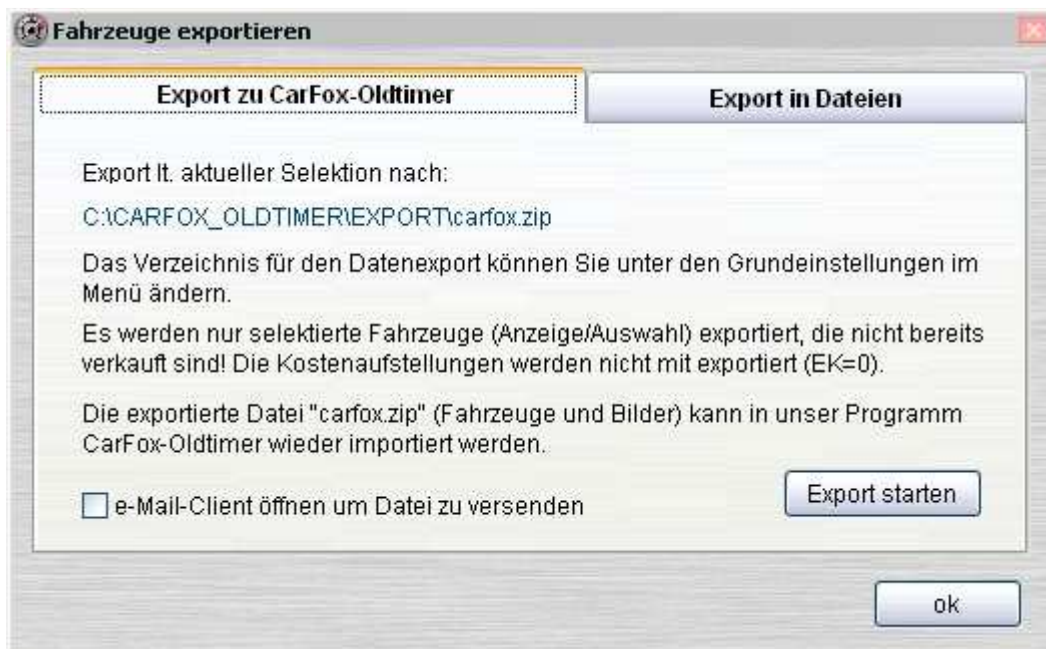 Fahrzeuge exportieren
Export zu CarFox-Oldtimer
Export in Dateien
Export lt. aktueller Selektion nach:
C:\CARFOX_OLDTIMER\EXPORT\carfox.zip
Das Verzeichnis für den Datenexport können Sie unter den Grundeinstellungen im
Menü ändern.
Es werden nur selektierte Fahrzeuge (Anzeige/Auswahl) exportiert, die nicht bereits
verkauft sind! Die Kostenaufstellungen werden nicht mit exportiert (EK=0).
Die exportierte Datei "carfox.zip" (Fahrzeuge und Bilder) kann in unser Programm
CarFox-Oldtimer wieder importiert werden.
e-Mail-Client öffnen um Datei zu versenden
Export starten
ok